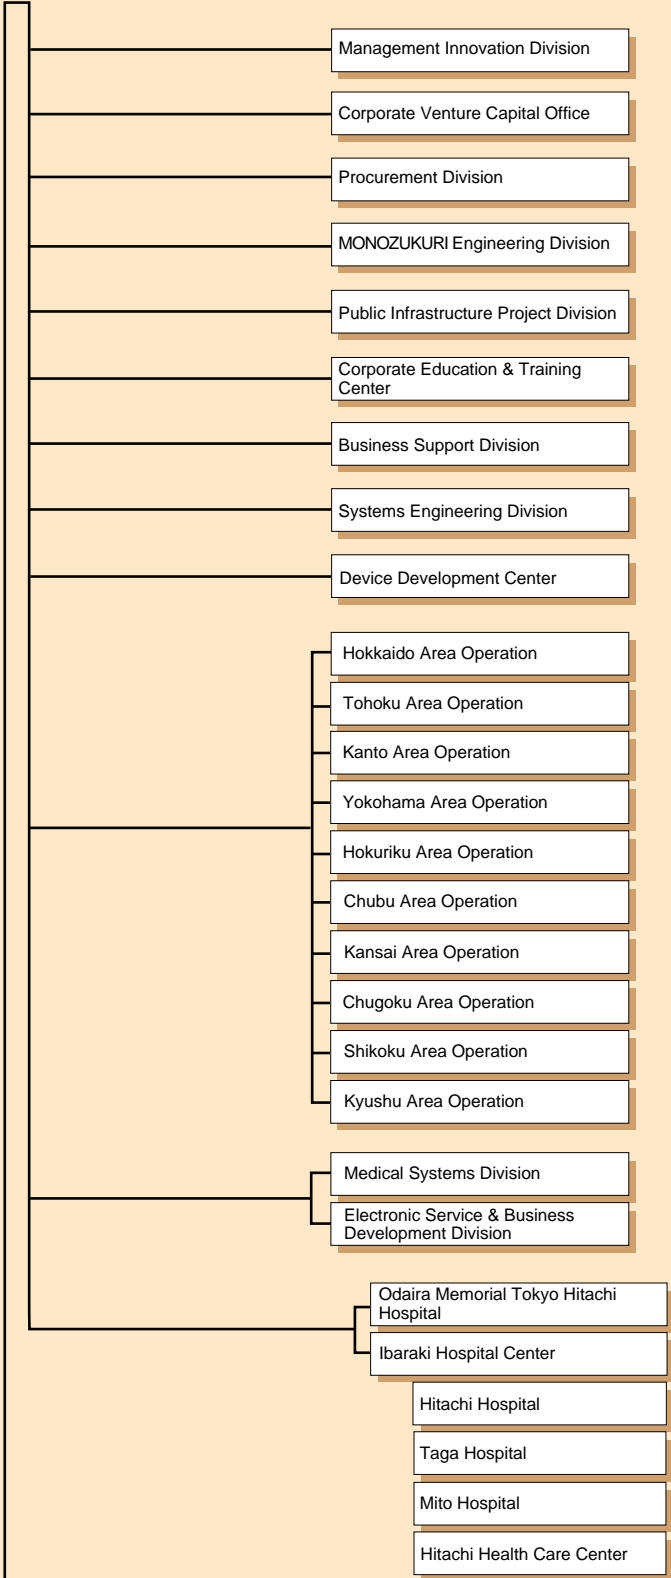 Management Innovation Division
Corporate Venture Capital Office
Procurement Division
MONOZUKURI Engineering Division
Public Infrastructure Project Division
Corporate Education & Training
Center
Business Support Division
Systems Engineering Division
Device Development Center
Hokkaido Area Operation
Tohoku Area Operation
Kanto Area Operation
Yokohama Area Operation
Hokuriku Area Operation
Chubu Area Operation
Kansai Area Operation
Chugoku Area Operation
Shikoku Area Operation
Kyushu Area Operation
Medical Systems Division
Electronic Service & Business
Development Division
Odaira Memorial Tokyo Hitachi
Hospital
Ibaraki Hospital Center
Hitachi Hospital
Taga Hospital
Mito Hospital
Hitachi Health Care Center